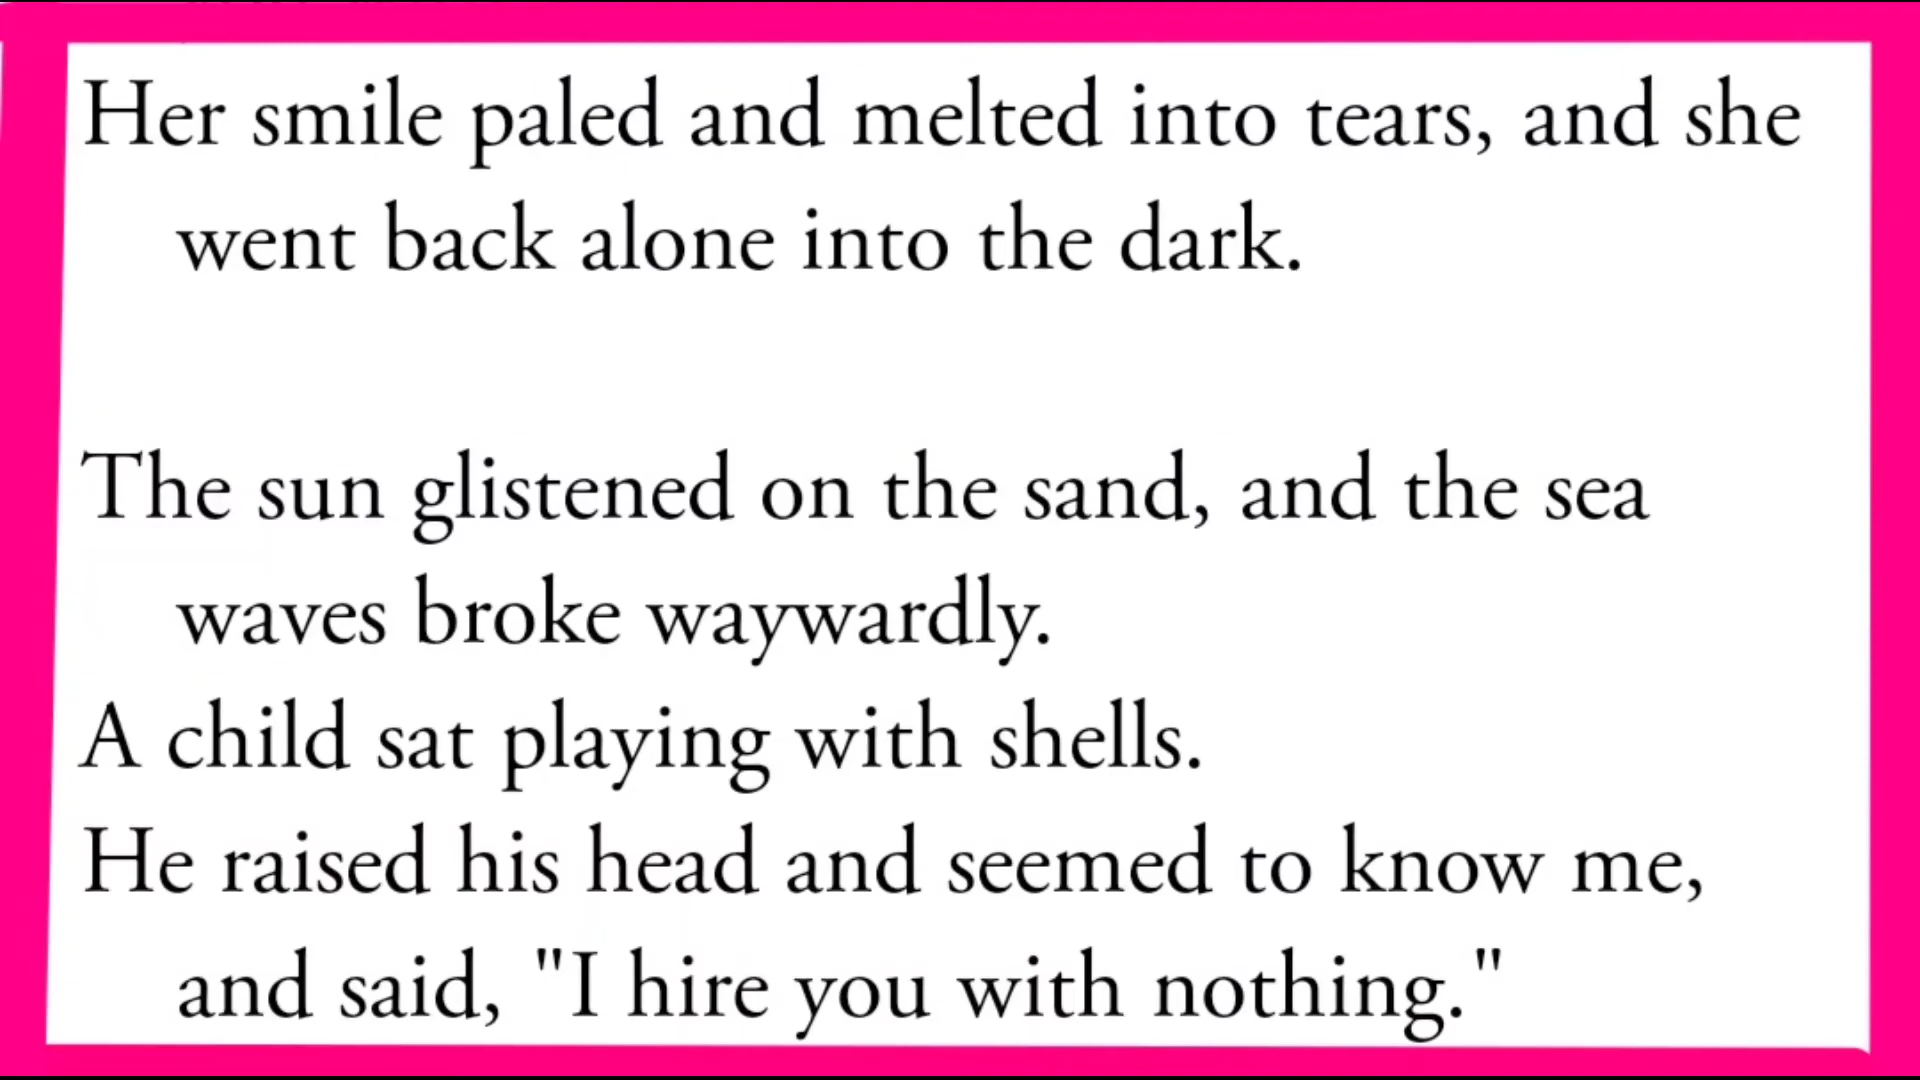 Her smile paled and melted into tears, and she
went back alone into the dark.
The sun glistened on the sand, and the sea
waves broke waywardly.
A child sat playing with shells.
He raised his head and seemed to know me,
and said, "I hire you with nothing."